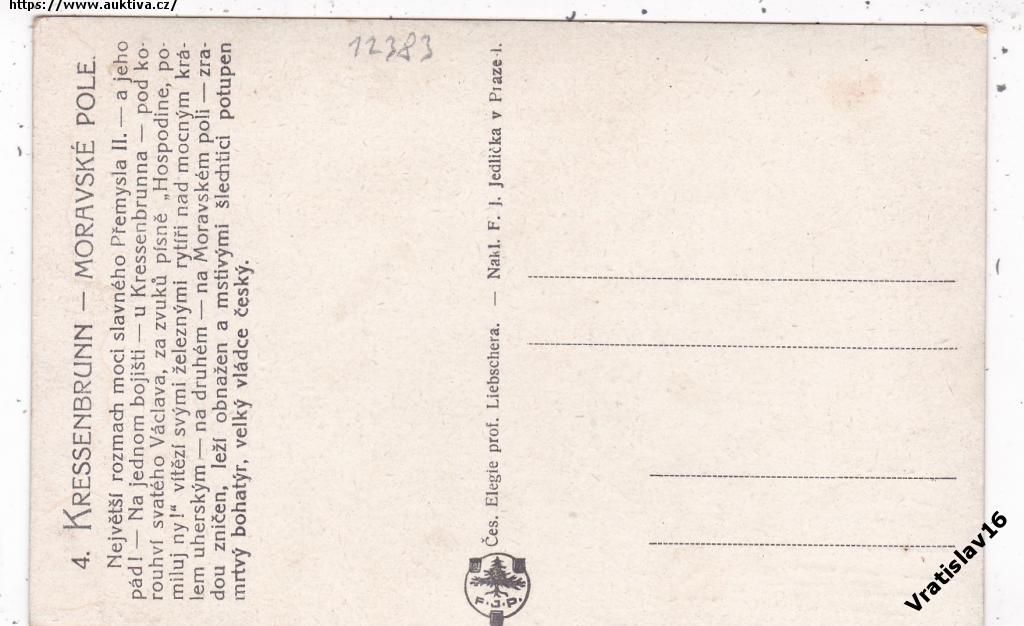 https://www.auktiva.cz/
12383
4. KRESSENBRUNN — MORAVSKÉ POLE.
Největší rozmach moci slavného Přemysla II. — a jeho
pád! — Na jednom bojišti — u Kressenbrunna — pod ko-
rouhví svatého Václava, za zvuků písně „Hospodine, po-
miluj ny!“ vítězí svými železnými rytíři nad mocným krá-
lem uherským — na druhém — na Moravském poli — zra-
dou zničen, leží obnažen a mstivými šlechtici potupen
mrtvý bohatýr, velký vládce český.
Čes. Elegie prof. Liebschera. — Nakl. F. J. Jedlička v Praze-I.
F. J. P.
Vratislav16